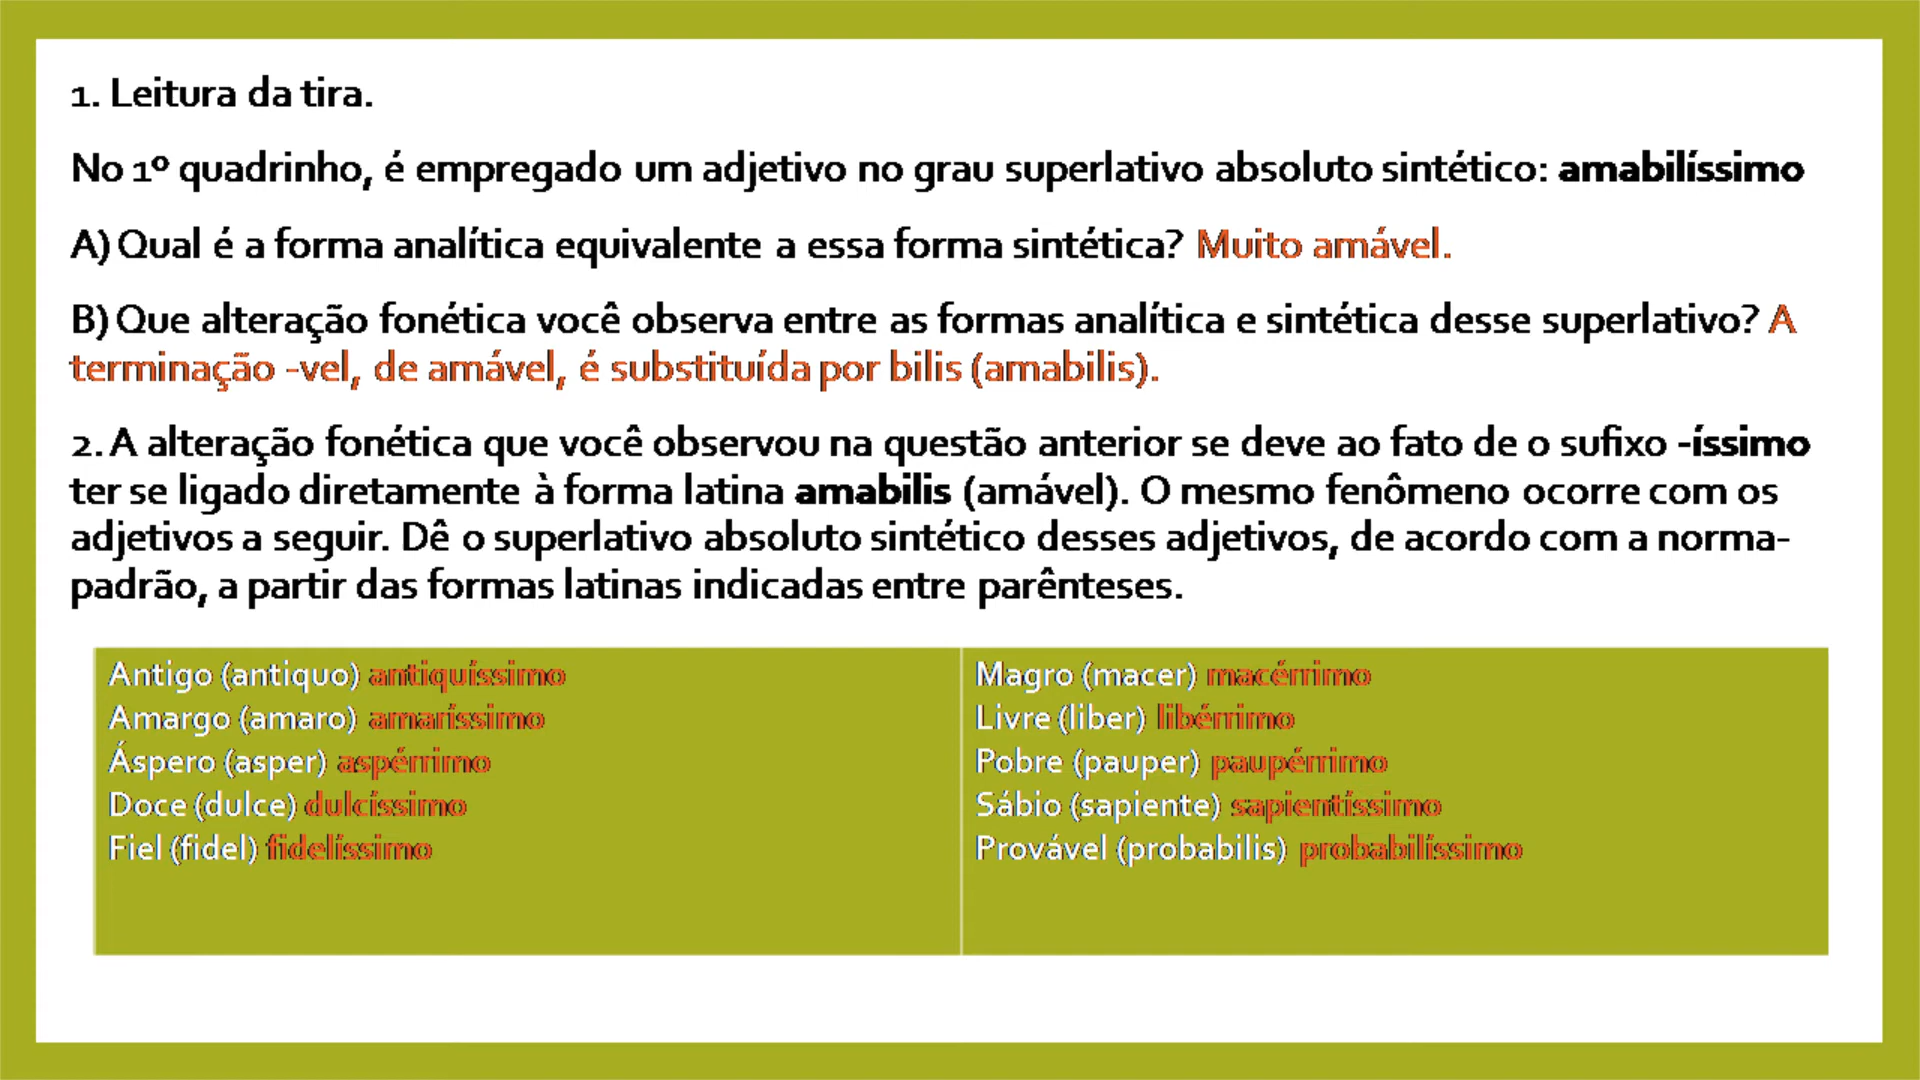 1. Leitura da tira.
No 1º quadrinho, é empregado um adjetivo no grau superlativo absoluto sintético: amabilíssimo
A) Qual é a forma analítica equivalente a essa forma sintética? Muito amável.
B) Que alteração fonética você observa entre as formas analítica e sintética desse superlativo? A
terminação -vel, de amável, é substituída por bilis (amabilis).
2. A alteração fonética que você observou na questão anterior se deve ao fato de o sufixo -íssimo
ter se ligado diretamente à forma latina amabilis (amável). O mesmo fenômeno ocorre com os
adjetivos a seguir. Dê o superlativo absoluto sintético desses adjetivos, de acordo com a norma-
padrão, a partir das formas latinas indicadas entre parênteses.
Antigo (antiquo) antiquíssimo
Amargo (amaro) amaríssimo
Áspero (asper) aspérrimo
Doce (dulce) dulcíssimo
Fiel (fidel) fidelíssimo
Magro (macer) macérrimo
Livre (liber) libérrimo
Pobre (pauper) paupérrimo
Sábio (sapiente) sapientíssimo
Provável (probabilis) probabilíssimo